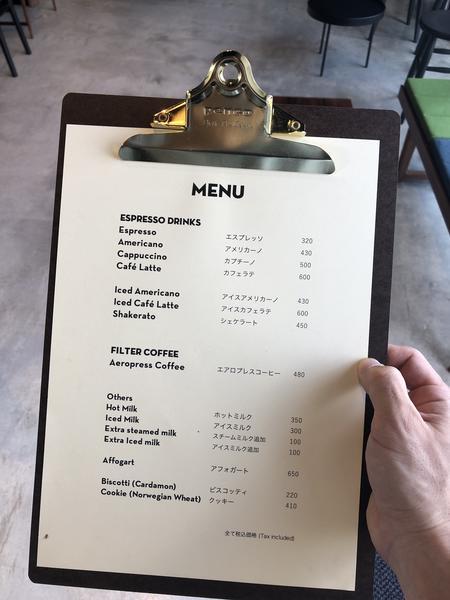 PENCO
MENU
ESPRESSO DRINKS
Espresso エスプレッソ 320
Americano アメリカーノ 430
Cappuccino カプチーノ 500
Café Latte カフェラテ 600
Iced Americano アイスアメリカーノ 430
Iced Café Latte アイスカフェラテ 600
Shakerato シェケラート 450
FILTER COFFEE
Aeropress Coffee エアロプレスコーヒー 480
Others
Hot Milk ホットミルク 350
Iced Milk アイスミルク 300
Extra steamed milk スチームミルク追加 100
Extra Iced milk アイスミルク追加 100
Affogart アフォガート 650
Biscotti (Cardamon) ビスコッティ 220
Cookie (Norwegian Wheat) クッキー 410
全て税込価格 (Tax included)